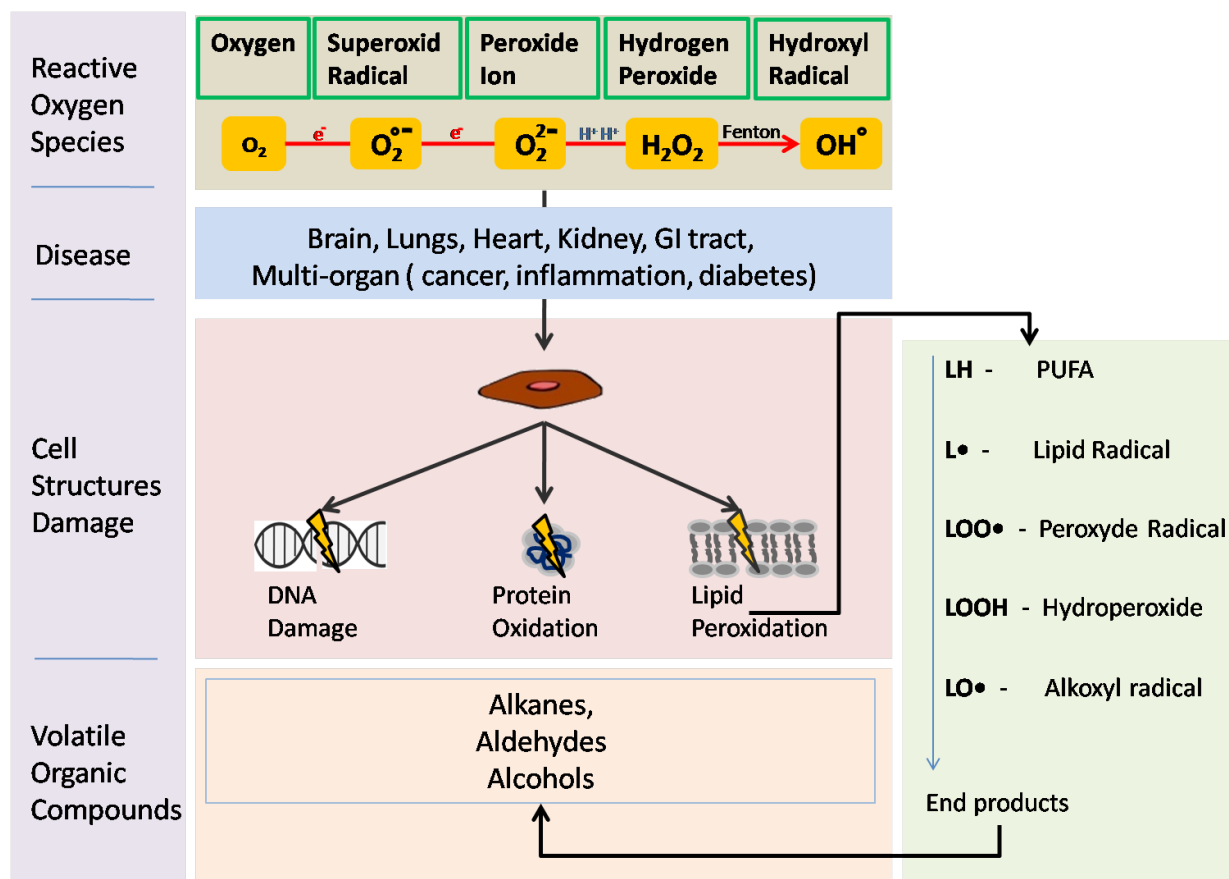 Reactive
Oxygen
Species
Oxygen
Superoxid
Radical
Peroxide
Ion
Hydrogen
Peroxide
Hydroxyl
Radical
O₂ e⁻ O₂°⁻ e⁻ O₂²⁻ H⁺ H⁺ H₂O₂ Fenton OH°
Disease
Brain, Lungs, Heart, Kidney, GI tract,
Multi-organ ( cancer, inflammation, diabetes)
Cell
Structures
Damage
DNA
Damage
Protein
Oxidation
Lipid
Peroxidation
LH - PUFA
L• - Lipid Radical
LOO• - Peroxyde Radical
LOOH - Hydroperoxide
LO• - Alkoxyl radical
End products
Volatile
Organic
Compounds
Alkanes,
Aldehydes
Alcohols